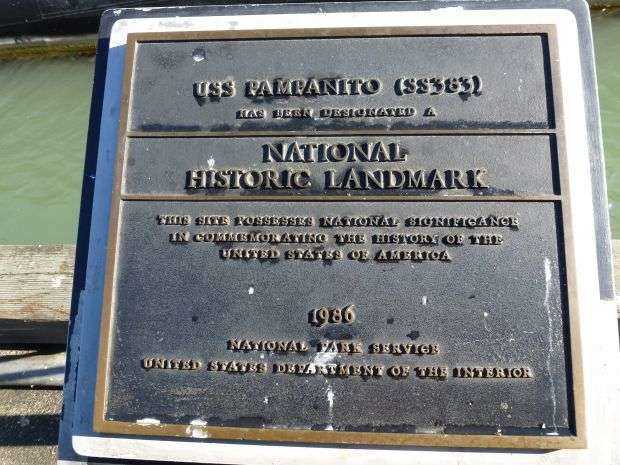 USS PAMPANITO (SS383)
HAS BEEN DESIGNATED A
NATIONAL
HISTORIC LANDMARK
THIS SITE POSSESSES NATIONAL SIGNIFICANCE
IN COMMEMORATING THE HISTORY OF THE
UNITED STATES OF AMERICA
1986
NATIONAL PARK SERVICE
UNITED STATES DEPARTMENT OF THE INTERIOR